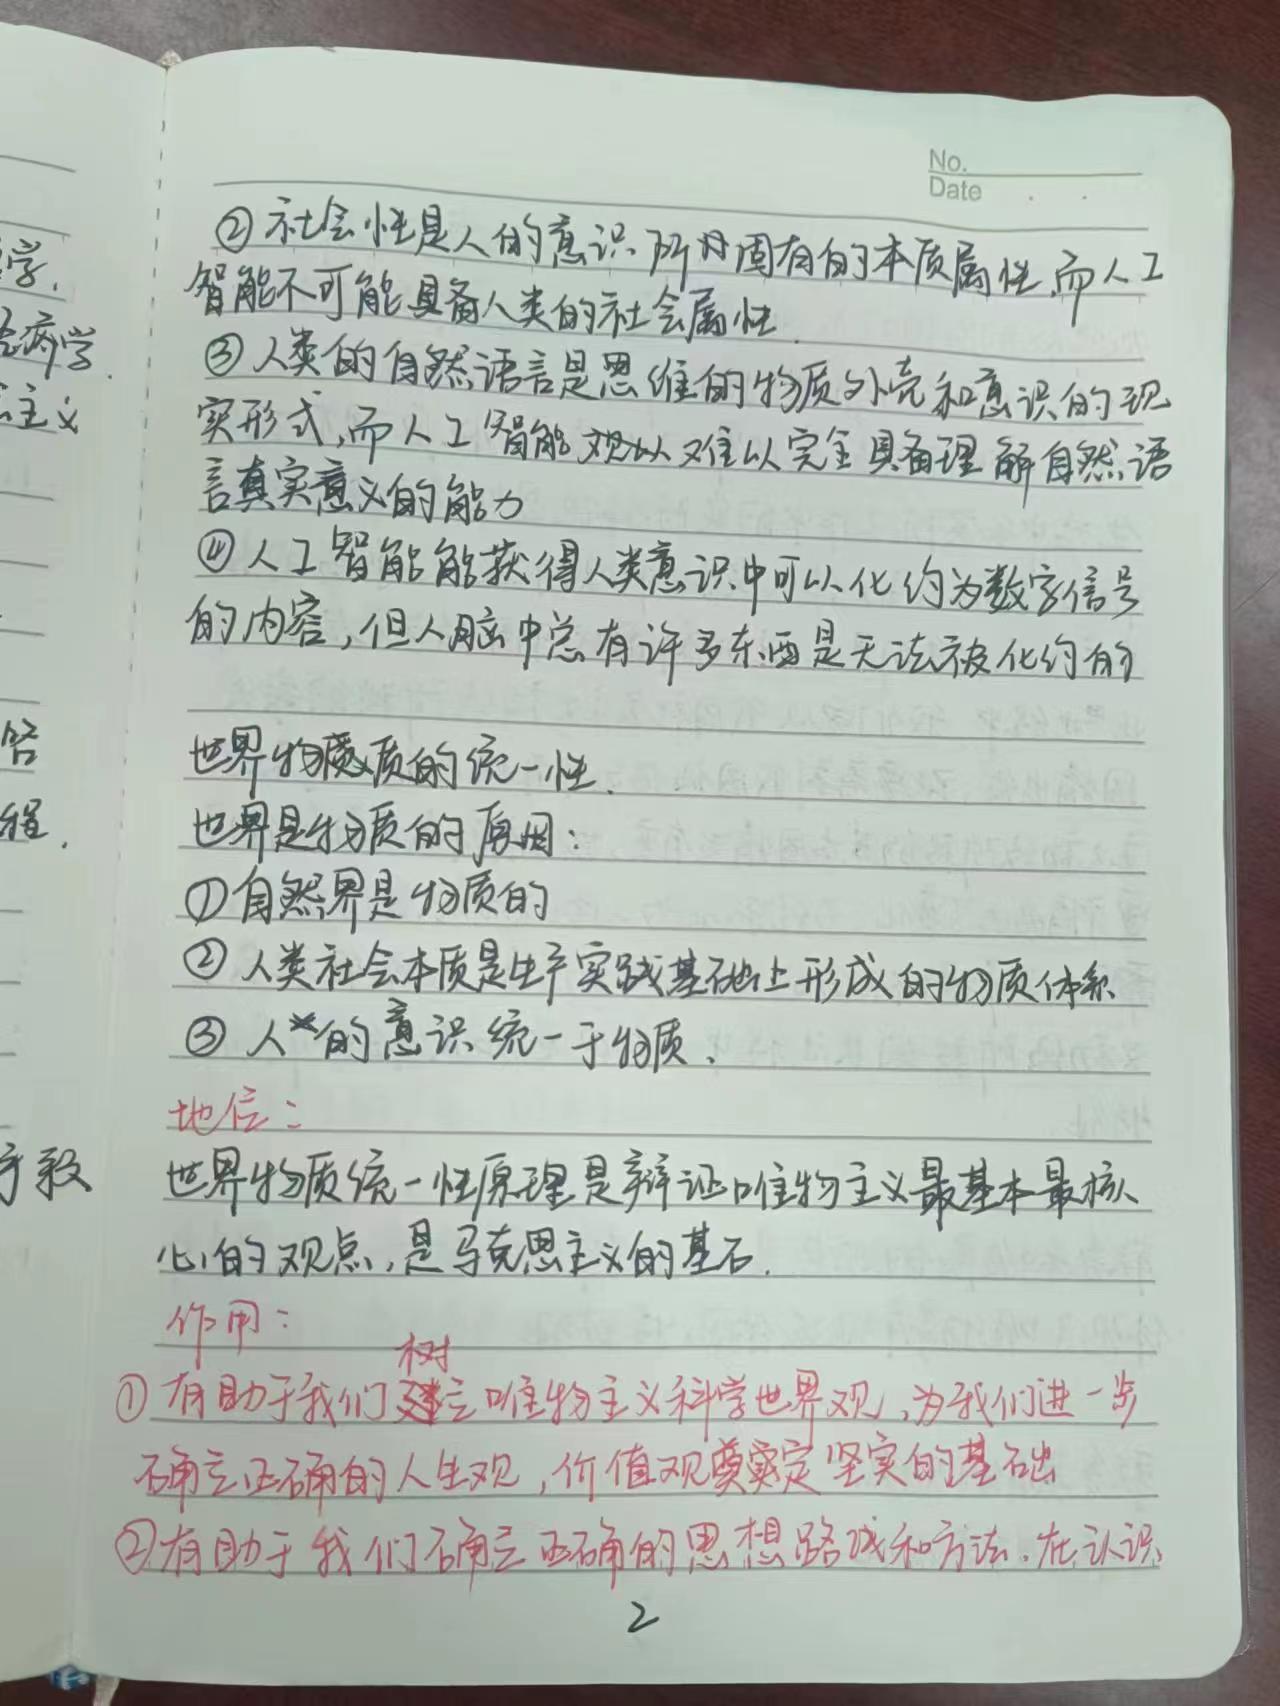 No.
Date
②社会性是人的意识所固有的本质属性,而人工
智能不可能具备人类的社会属性.
③人类的自然语言是思维的物质外壳和意识的现
实形式,而人工智能难以完全具备理解自然语
言真实意义的能力
④人工智能能获得人类意识中可以化约为数字信号
的内容,但人脑中总有许多东西是无法被化约的
世界物质的统一性.
世界是物质的原因:
①自然界是物质的
②人类社会本质是生产实践基础上形成的物质体系
③人的意识统一于物质.
地位:
世界物质统一性原理是辩证唯物主义最基本最核
心的观点,是马克思主义的基石.
作用:
树
①有助于我们立唯物主义科学世界观,为我们进一步
确立正确的人生观,价值观奠定坚实的基础
②有助于我们确立正确的思想路线和方法.在认识
2
学.
病学.
主义
答
程.
教